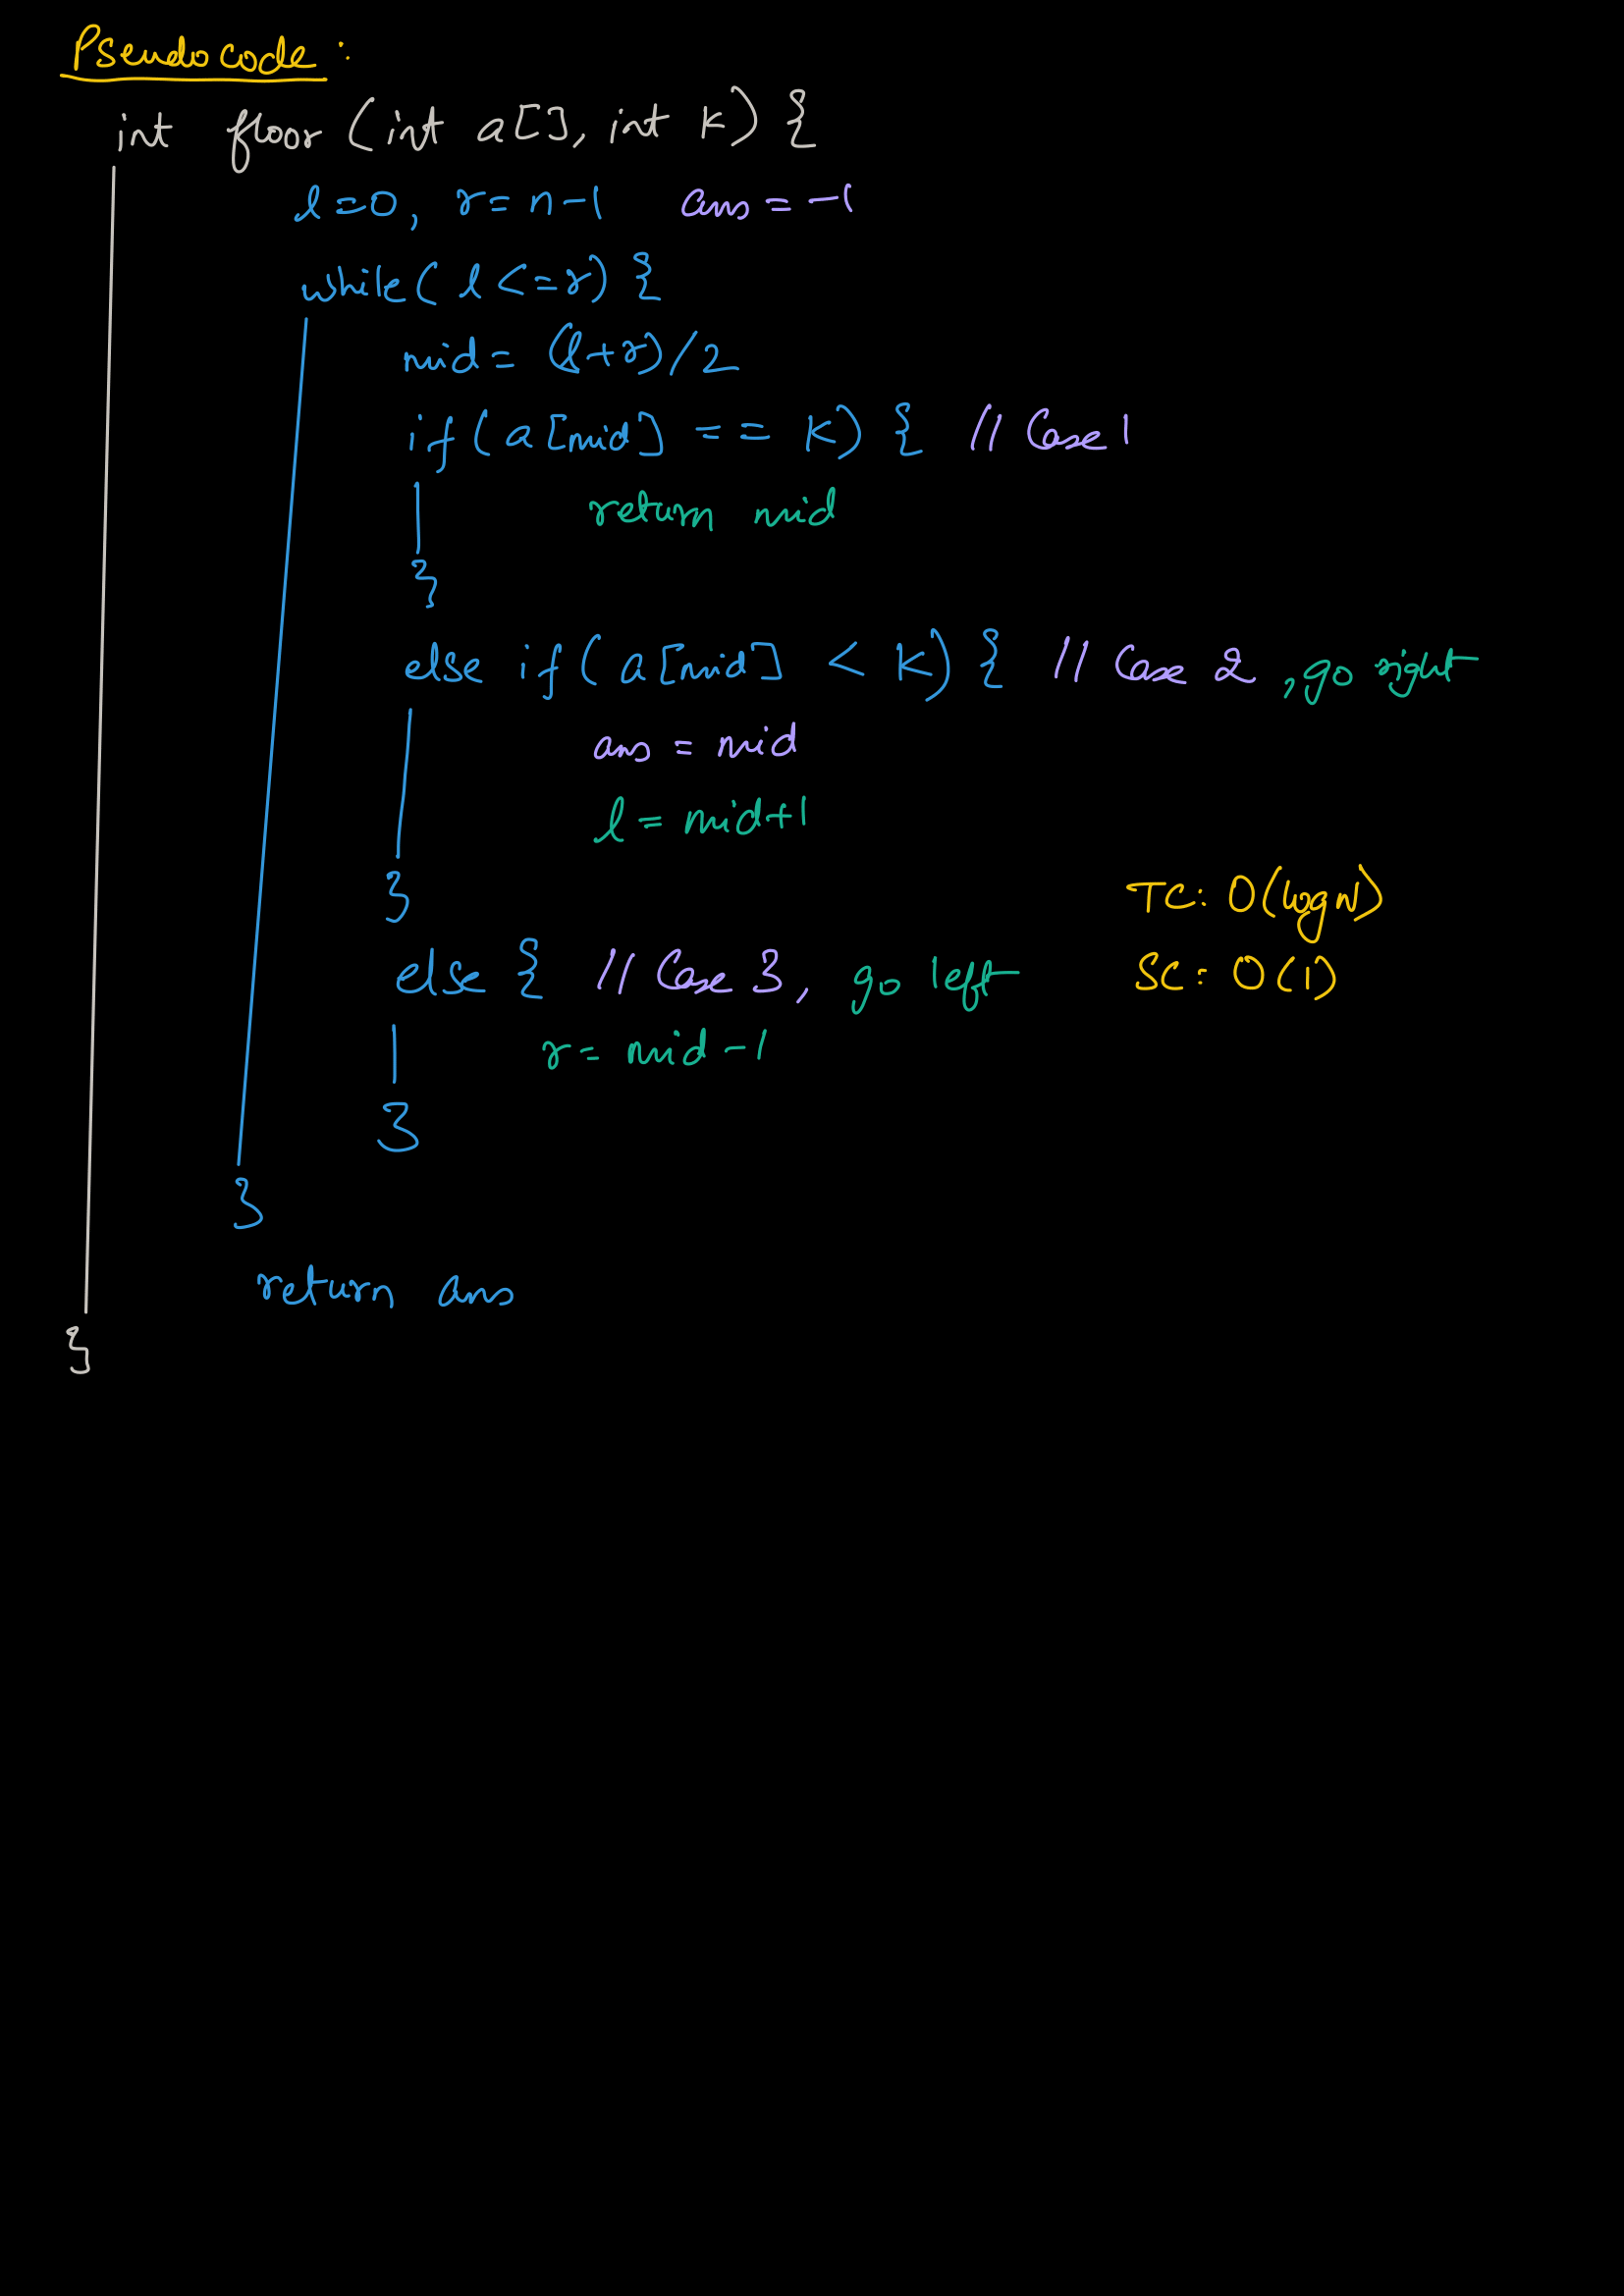 Pseudocode:
int floor (int a[], int K) {
l=0, r=n-1 ans=-1
while( l<=r) {
mid= (l+r)/2
if( a[mid] == K) { // Case 1
return mid
}
else if( a[mid] < K) { // Case 2 ,go right
ans = mid
l= mid+1
}
TC: O(log N)
else { // Case 3, go left
SC: O(1)
r= mid-1
}
}
return ans
}